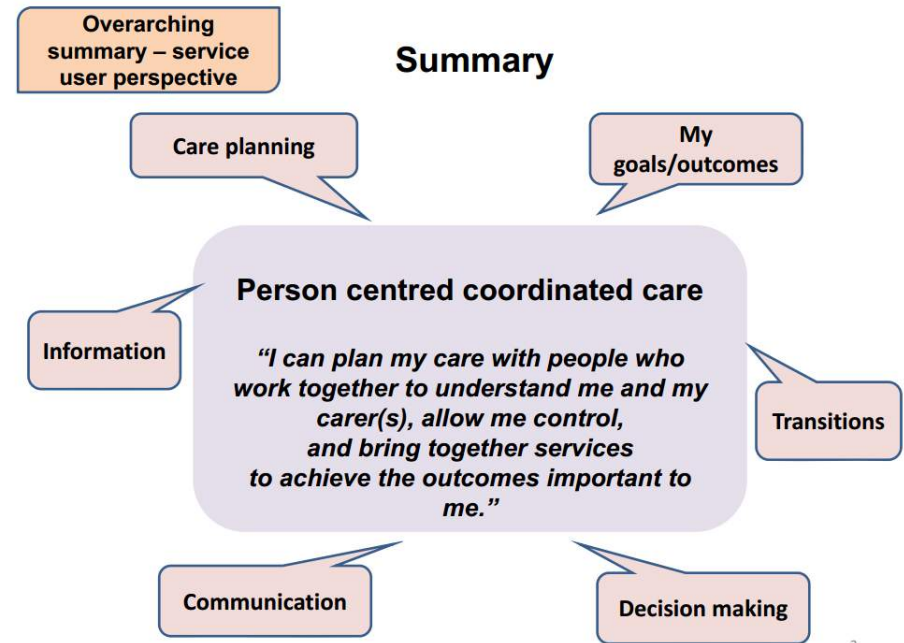 Overarching
summary – service
user perspective
Summary
Care planning
My
goals/outcomes
Person centred coordinated care
“I can plan my care with people who
work together to understand me and my
carer(s), allow me control,
and bring together services
to achieve the outcomes important to
me.”
Information
Transitions
Communication
Decision making